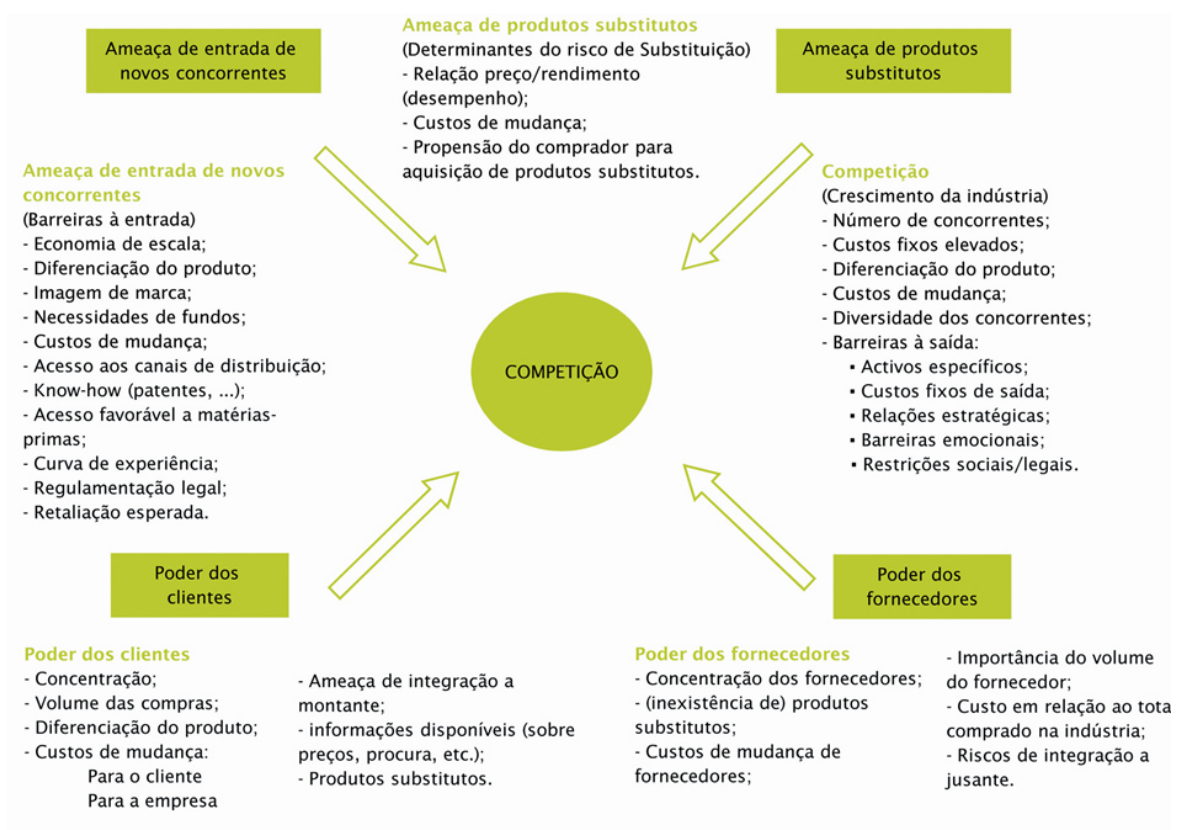 Ameaça de entrada de
novos concorrentes
Ameaça de produtos substitutos
(Determinantes do risco de Substituição)
- Relação preço/rendimento
(desempenho);
- Custos de mudança;
- Propensão do comprador para
aquisição de produtos substitutos.
Ameaça de produtos
substitutos
Ameaça de entrada de novos
concorrentes
(Barreiras à entrada)
- Economia de escala;
- Diferenciação do produto;
- Imagem de marca;
- Necessidades de fundos;
- Custos de mudança;
- Acesso aos canais de distribuição;
- Know-how (patentes, ...);
- Acesso favorável a matérias-
primas;
- Curva de experiência;
- Regulamentação legal;
- Retaliação esperada.
COMPETIÇÃO
Competição
(Crescimento da indústria)
- Número de concorrentes;
- Custos fixos elevados;
- Diferenciação do produto;
- Custos de mudança;
- Diversidade dos concorrentes;
- Barreiras à saída:
▪ Activos específicos;
▪ Custos fixos de saída;
▪ Relações estratégicas;
▪ Barreiras emocionais;
▪ Restrições sociais/legais.
Poder dos
clientes
Poder dos
fornecedores
Poder dos clientes
- Concentração;
- Volume das compras;
- Diferenciação do produto;
- Custos de mudança:
Para o cliente
Para a empresa
- Ameaça de integração a
montante;
- informações disponíveis (sobre
preços, procura, etc.);
- Produtos substitutos.
Poder dos fornecedores
- Concentração dos fornecedores;
- (inexistência de) produtos
substitutos;
- Custos de mudança de
fornecedores;
- Importância do volume
do fornecedor;
- Custo em relação ao tota
comprado na indústria;
- Riscos de integração a
jusante.